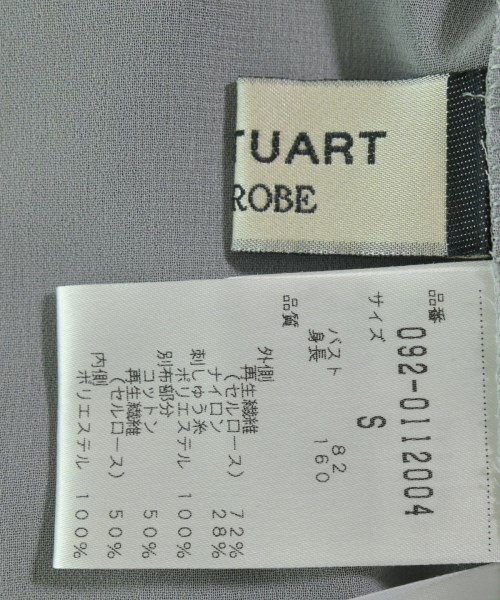 TUART
ROBE
品番
092-0112004
サイズ
S
バスト 82
身長 160
品質
外側
再生繊維
(セルロース) 72%
ナイロン 28%
刺しゅう糸
ポリエステル 100%
別布部分
コットン 50%
再生繊維
(セルロース) 50%
内側
ポリエステル 100%